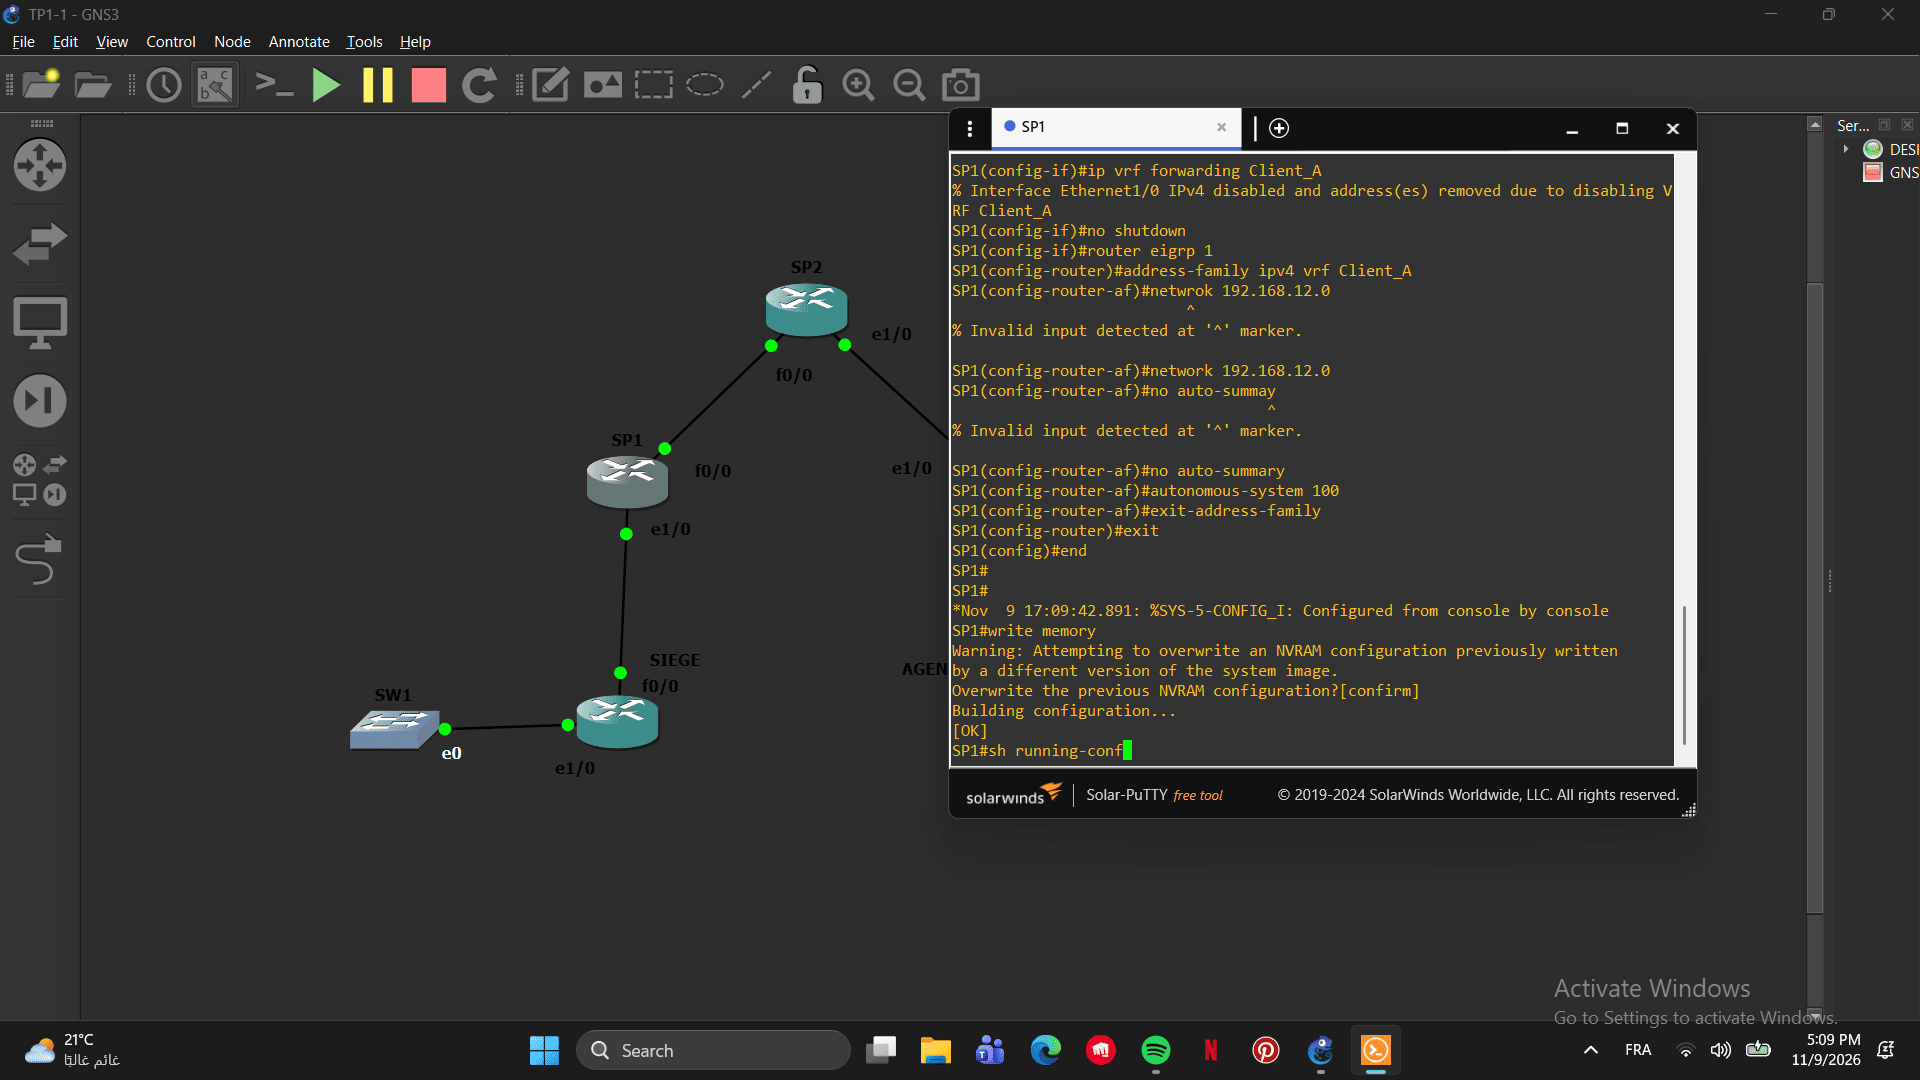 TP1-1 - GNS3
File Edit View Control Node Annotate Tools Help
SP1
Ser...
DESI
GNS
SP1(config-if)#ip vrf forwarding Client_A
% Interface Ethernet1/0 IPv4 disabled and address(es) removed due to disabling V
RF Client_A
SP1(config-if)#no shutdown
SP1(config-if)#router eigrp 1
SP1(config-router)#address-family ipv4 vrf Client_A
SP1(config-router-af)#netwrok 192.168.12.0
^
% Invalid input detected at '^' marker.
SP1(config-router-af)#network 192.168.12.0
SP1(config-router-af)#no auto-summay
^
% Invalid input detected at '^' marker.
SP1(config-router-af)#no auto-summary
SP1(config-router-af)#autonomous-system 100
SP1(config-router-af)#exit-address-family
SP1(config-router)#exit
SP1(config)#end
SP1#
SP1#
*Nov  9 17:09:42.891: %SYS-5-CONFIG_I: Configured from console by console
SP1#write memory
Warning: Attempting to overwrite an NVRAM configuration previously written
by a different version of the system image.
Overwrite the previous NVRAM configuration?[confirm]
Building configuration...
[OK]
SP1#sh running-conf
solarwinds Solar-PuTTY free tool © 2019-2024 SolarWinds Worldwide, LLC. All rights reserved.
SP2
e1/0
f0/0
SP1
f0/0
e1/0
e1/0
SIEGE
f0/0
AGEN
SW1
e0
e1/0
Activate Windows
Go to Settings to activate Windows.
21°C
غائم غالبًا
Search
FRA
5:09 PM
11/9/2026